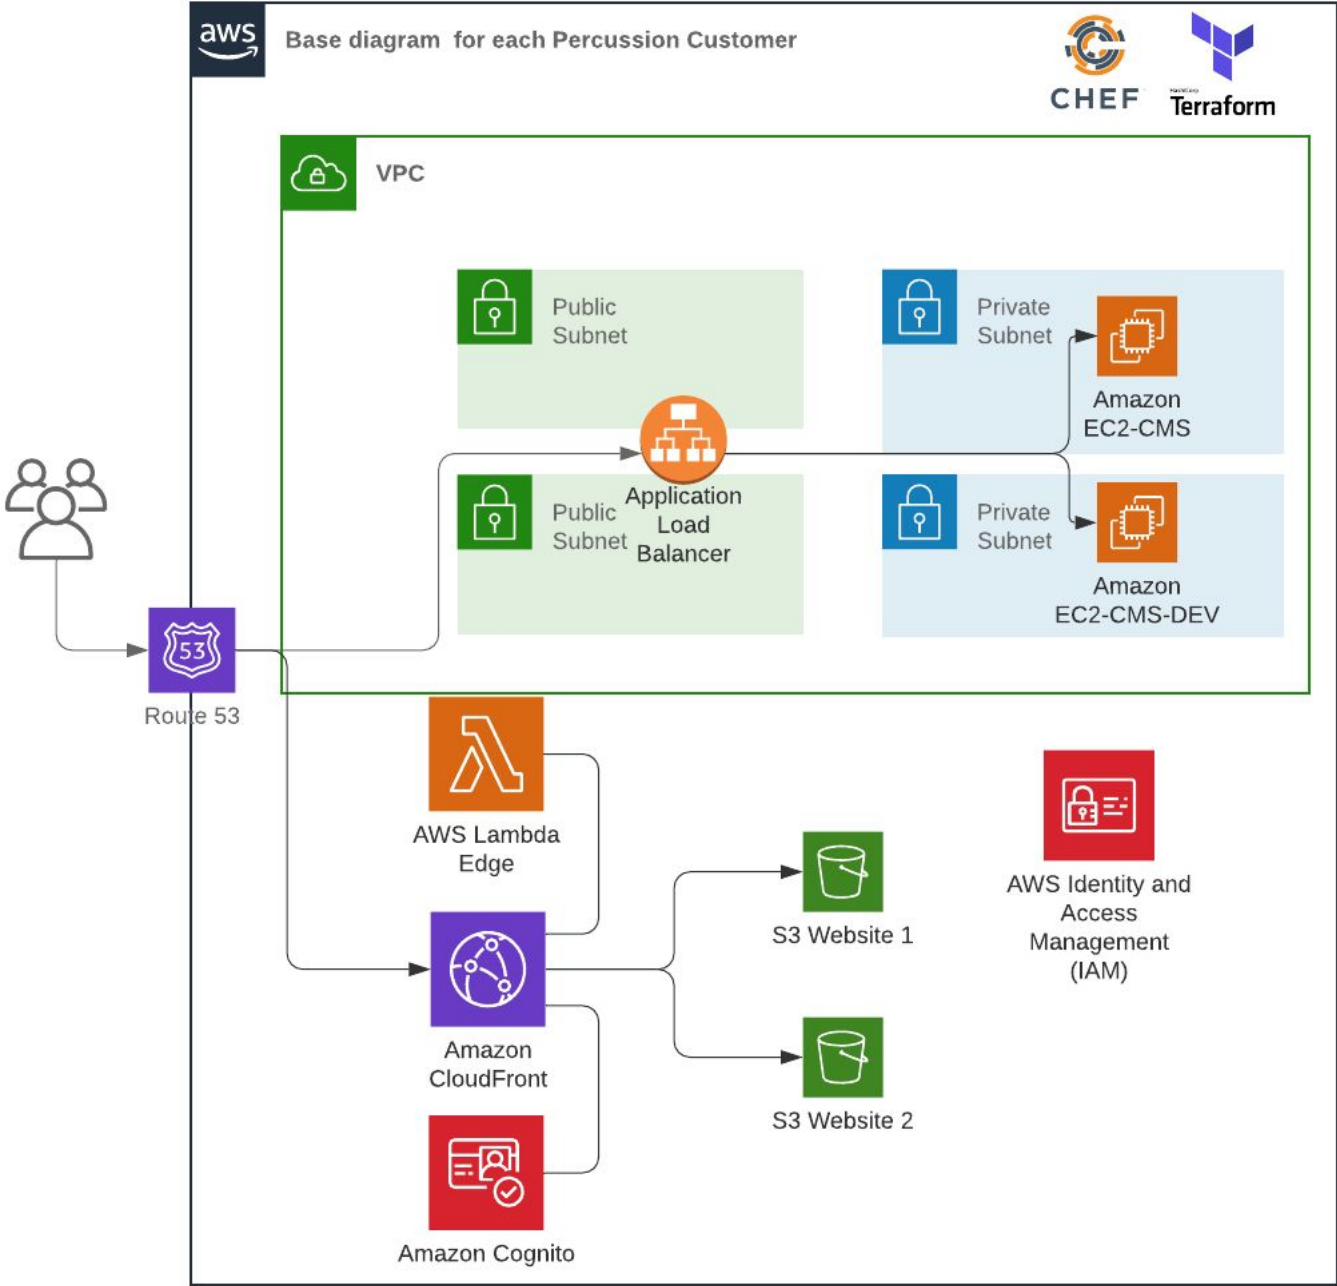 aws
Base diagram for each Percussion Customer
CHEF
HashiCorp
Terraform
VPC
Public
Subnet
Private
Subnet
Amazon
EC2-CMS
Public
Subnet
Application
Load
Balancer
Private
Subnet
Amazon
EC2-CMS-DEV
53
Route 53
AWS Lambda
Edge
S3 Website 1
AWS Identity and
Access
Management
(IAM)
Amazon
CloudFront
S3 Website 2
Amazon Cognito